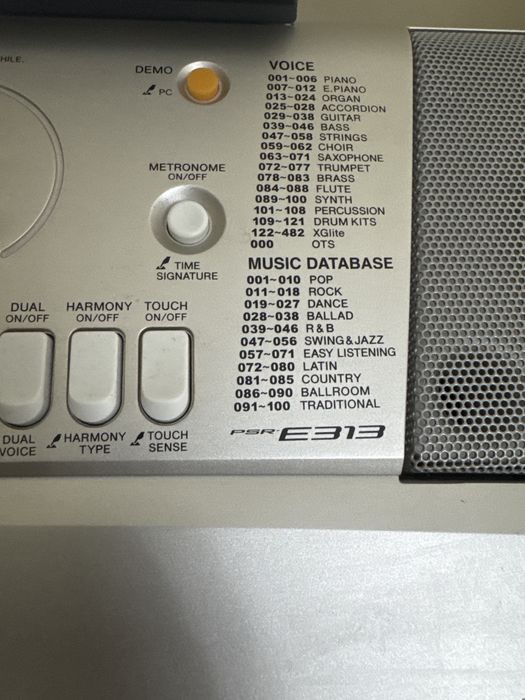 HILE.
DEMO
PC
METRONOME
ON/OFF
TIME
SIGNATURE
DUAL
ON/OFF
HARMONY
ON/OFF
TOUCH
ON/OFF
DUAL
VOICE
HARMONY
TYPE
TOUCH
SENSE
VOICE
001~006 PIANO
007~012 E.PIANO
013~024 ORGAN
025~028 ACCORDION
029~038 GUITAR
039~046 BASS
047~058 STRINGS
059~062 CHOIR
063~071 SAXOPHONE
072~077 TRUMPET
078~083 BRASS
084~088 FLUTE
089~100 SYNTH
101~108 PERCUSSION
109~121 DRUM KITS
122~482 XGlite
000 OTS
MUSIC DATABASE
001~010 POP
011~018 ROCK
019~027 DANCE
028~038 BALLAD
039~046 R&B
047~056 SWING&JAZZ
057~071 EASY LISTENING
072~080 LATIN
081~085 COUNTRY
086~090 BALLROOM
091~100 TRADITIONAL
PSR-E313